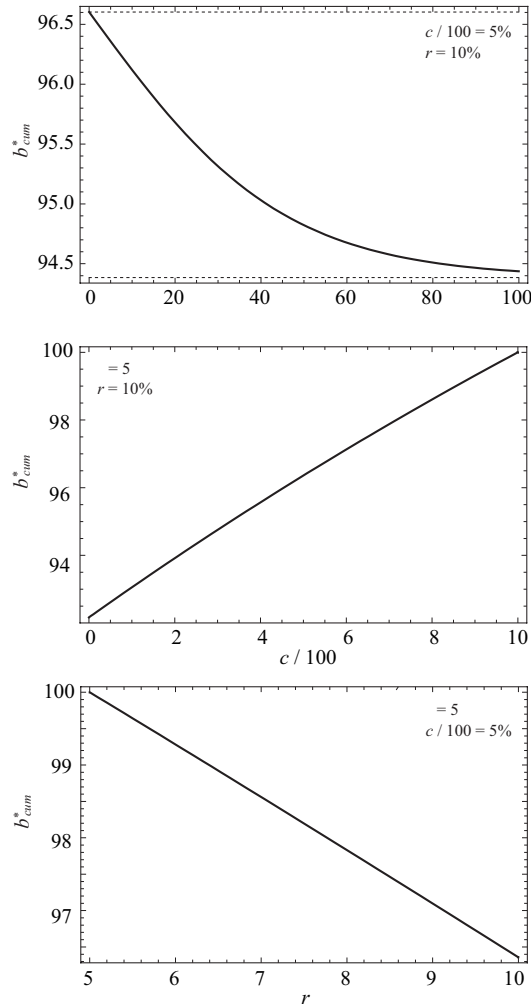 96.5
96.0
95.5
95.0
94.5
b*cum
c / 100 = 5%
r = 10%
0 20 40 60 80 100
100
98
96
94
b*cum
= 5
r = 10%
0 2 4 6 8 10
c / 100
100
99
98
97
b*cum
= 5
c / 100 = 5%
5 6 7 8 9 10
r